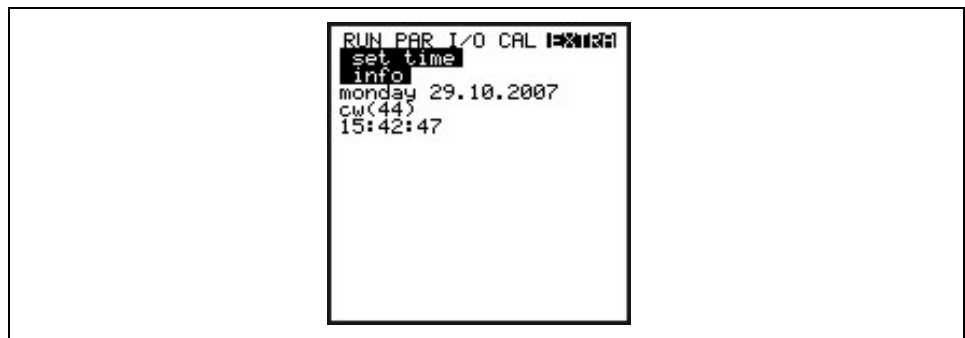 RUN PAR I/O CAL EXTRA
set time
info
monday 29.10.2007
cw(44)
15:42:47